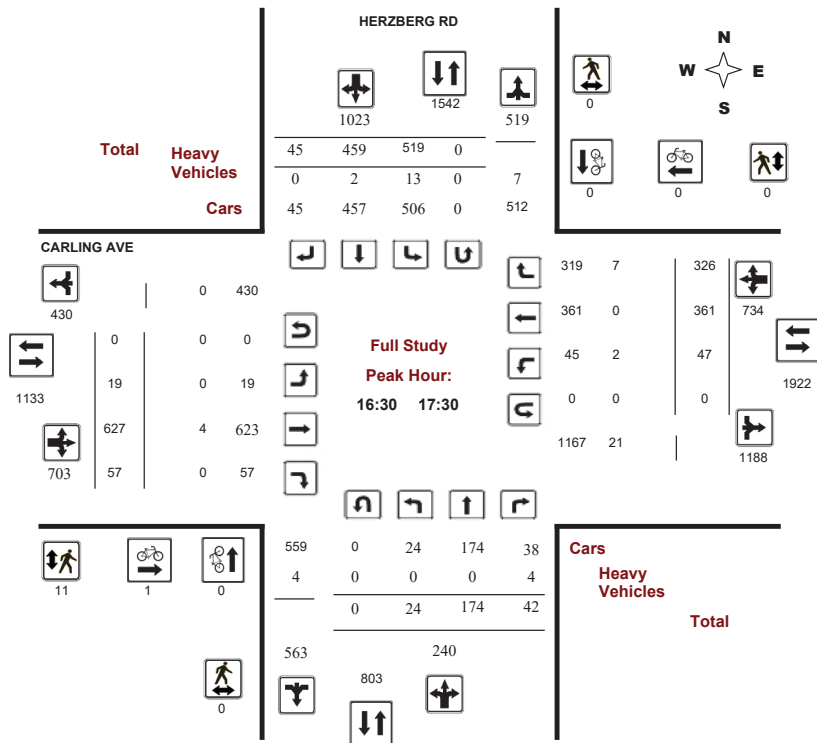 HERZBERG RD
N
W E
S
1542
0
1023
519
Total
Heavy
Vehicles
Cars
45 459 519 0
0 2 13 0 7
45 457 506 0 512
0 0 0
CARLING AVE
430
0 430
319 7 326
734
0 0 0
361 0 361
Full Study
Peak Hour:
16:30 17:30
1133
19 0 19
45 2 47
1922
627 4 623
0 0 0
703
57 0 57
1167 21
1188
559 0 24 174 38
4 0 0 0 4
0 24 174 42
Cars
Heavy
Vehicles
Total
11 1 0
563
240
803
0